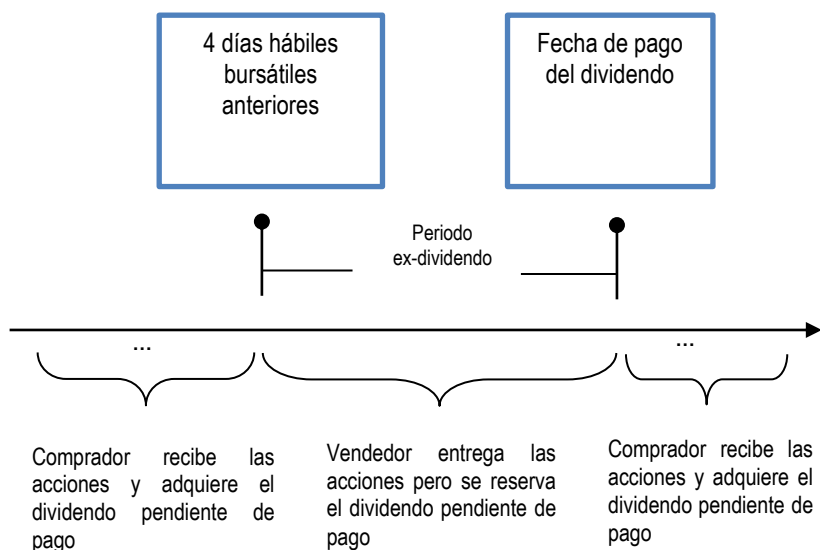 4 días hábiles
bursátiles
anteriores
Fecha de pago
del dividendo
Periodo
ex-dividendo
...
...
Comprador recibe las
acciones y adquiere el
dividendo pendiente de
pago
Vendedor entrega las
acciones pero se reserva
el dividendo pendiente de
pago
Comprador recibe las
acciones y adquiere el
dividendo pendiente de
pago